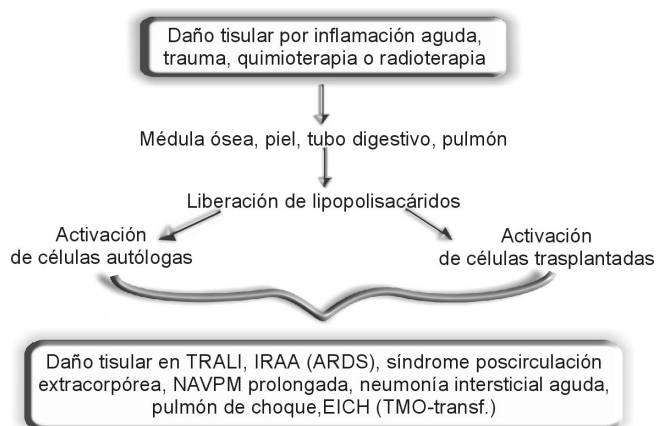 Daño tisular por inflamación aguda,
trauma, quimioterapia o radioterapia
Médula ósea, piel, tubo digestivo, pulmón
Liberación de lipopolisacáridos
Activación
de células autólogas
Activación
de células trasplantadas
Daño tisular en TRALI, IRAA (ARDS), síndrome poscirculación
extracorpórea, NAVPM prolongada, neumonía intersticial aguda,
pulmón de choque,EICH (TMO-transf.)